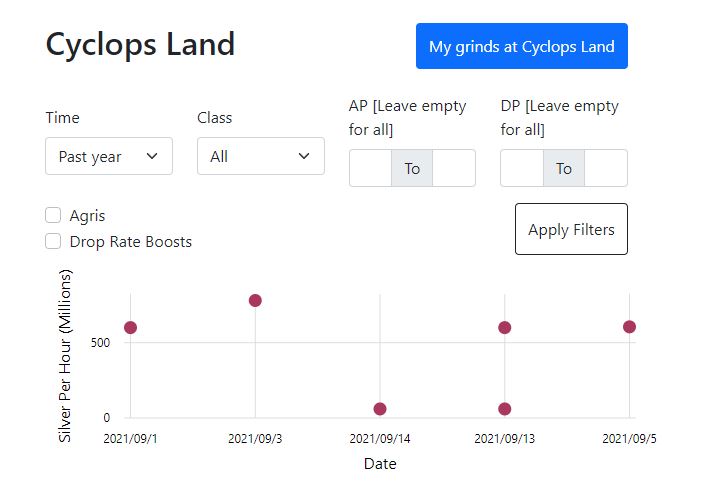 Cyclops Land
My grinds at Cyclops Land
Time
Class
AP [Leave empty
for all]
DP [Leave empty
for all]
Past year
All
To
To
Agris
Drop Rate Boosts
Apply Filters
Silver Per Hour (Millions)
500
0
2021/09/1
2021/09/3
2021/09/14
2021/09/13
2021/09/5
Date